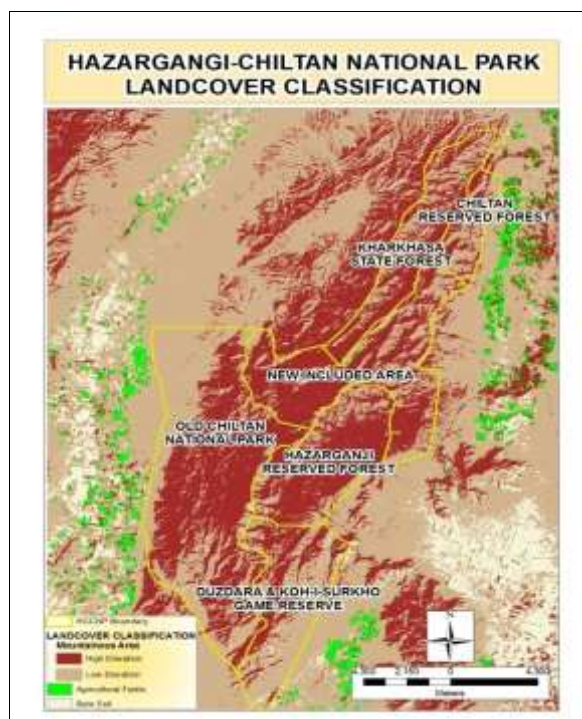 HAZARGANGI-CHILTAN NATIONAL PARK
LANDCOVER CLASSIFICATION
CHILTAN
RESERVED FOREST
KHARKHASA
STATE FOREST
NEW INCLUDED AREA
OLD CHILTAN
NATIONAL PARK
HAZARGANJI
RESERVED FOREST
DUZDARA & KOH-I-SURKHO
GAME RESERVE
Boundary
LANDCOVER CLASSIFICATION
Mountainous Area
High Elevation
Low Elevation
Agricultural Fields
Bare Soil
N
0
Meters